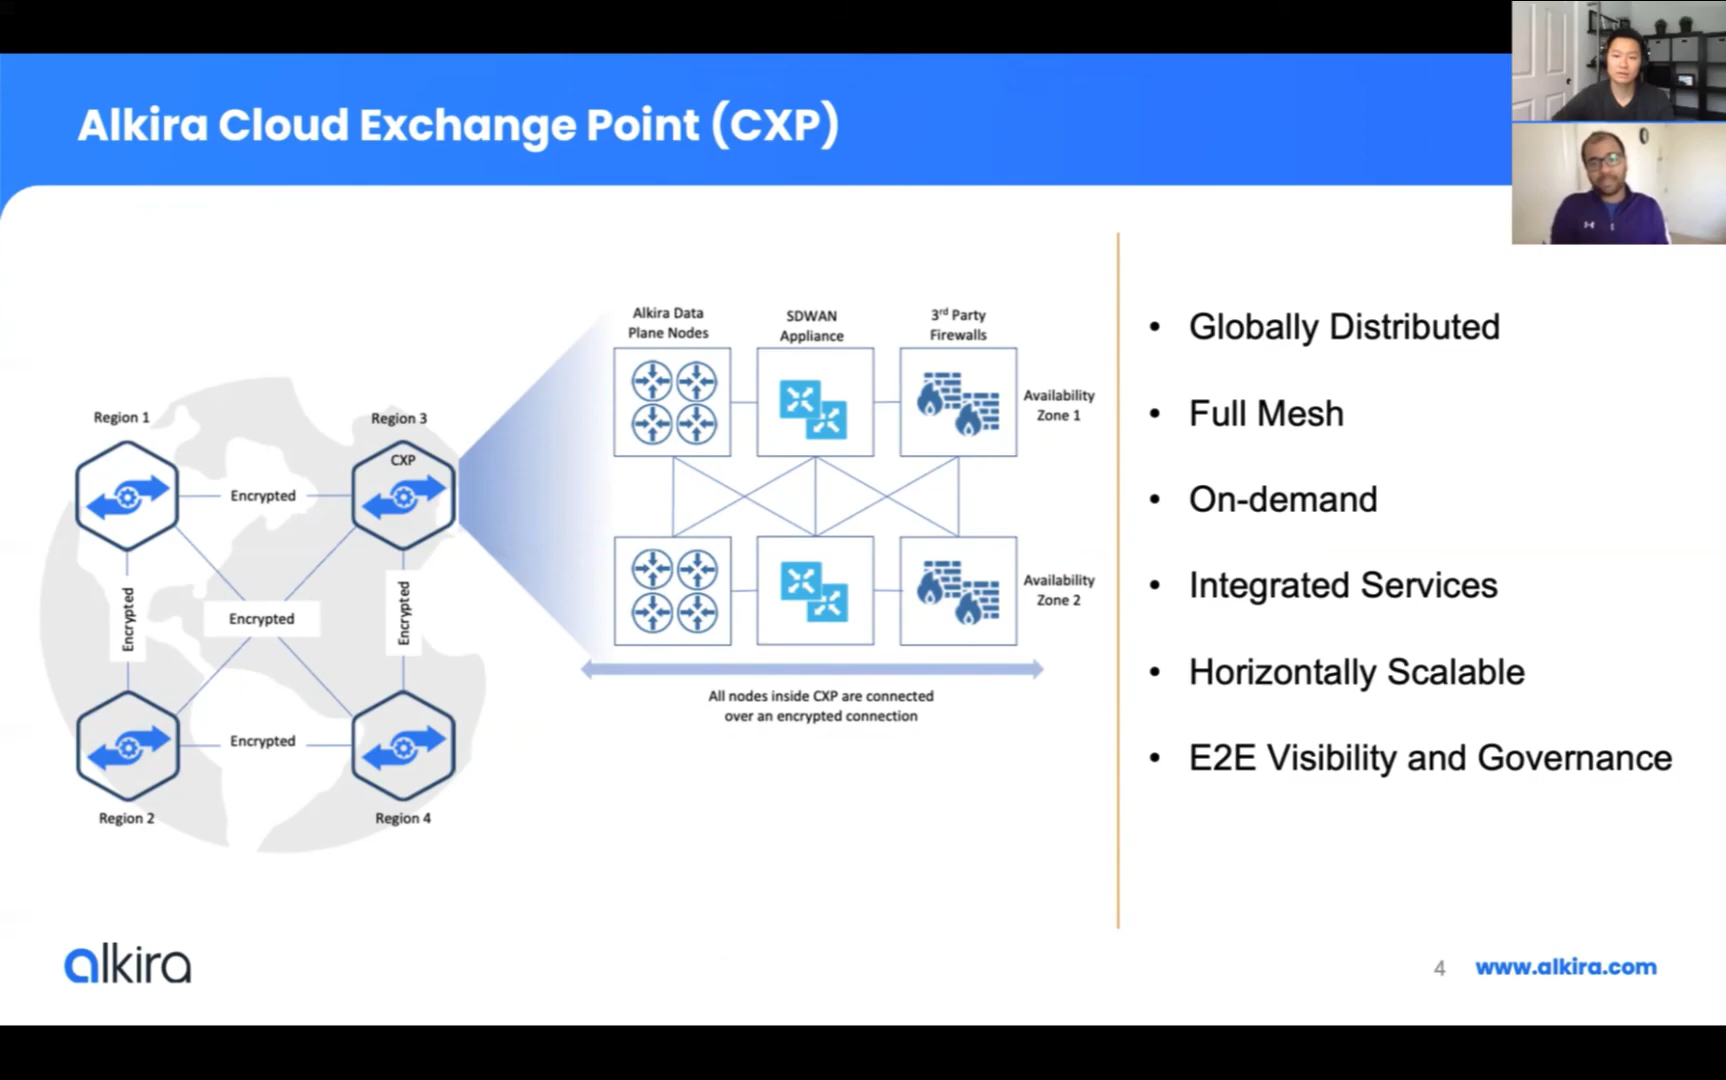 Alkira Cloud Exchange Point (CXP)
Region 1
Region 3
CXP
Encrypted
Encrypted
Encrypted
Encrypted
Encrypted
Region 2
Region 4
Alkira Data
Plane Nodes
SDWAN
Appliance
3rd Party
Firewalls
Availability
Zone 1
Availability
Zone 2
All nodes inside CXP are connected
over an encrypted connection
• Globally Distributed
• Full Mesh
• On-demand
• Integrated Services
• Horizontally Scalable
• E2E Visibility and Governance
alkira
4
www.alkira.com